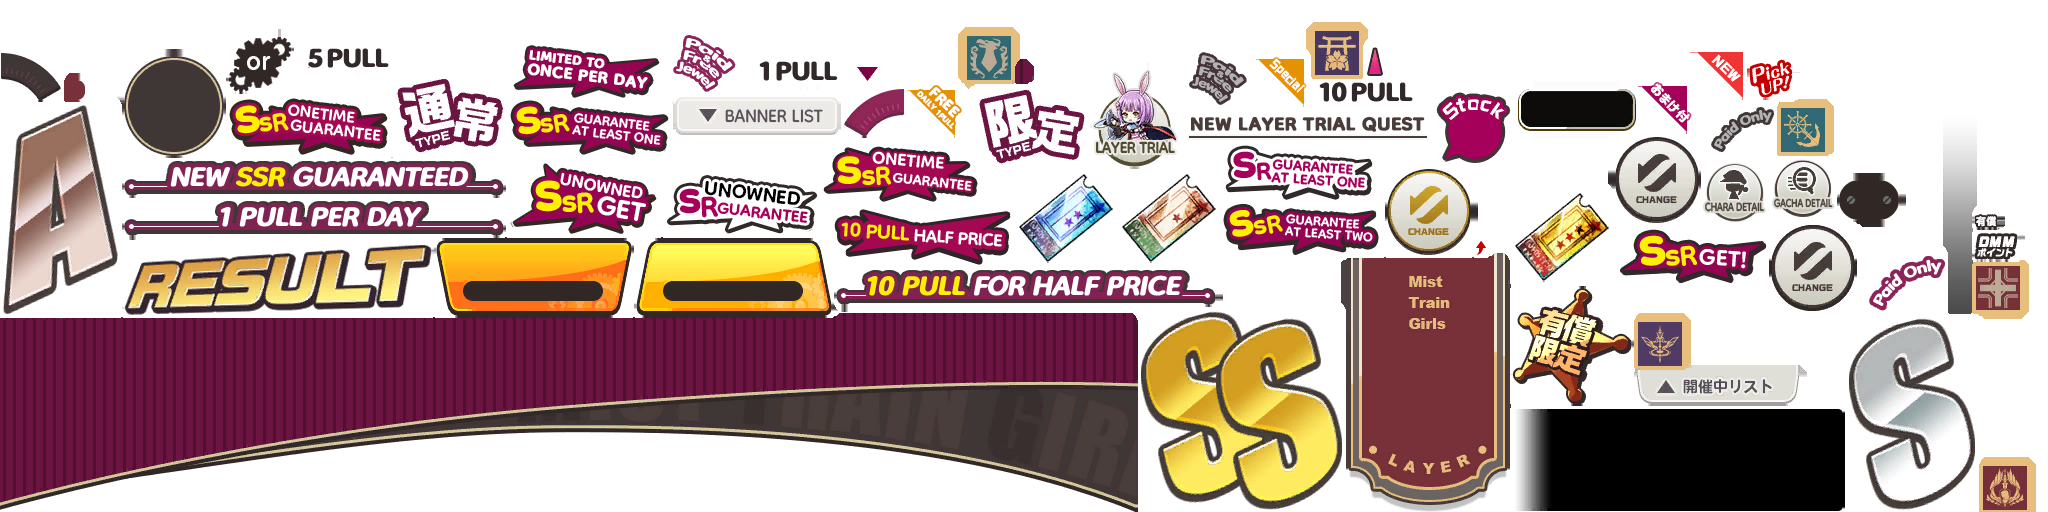 or
5 PULL
LIMITED TO
ONCE PER DAY
Paid
&
Free
Jewel
1 PULL
BANNER LIST
FREE
DAILY 1PULL
SSR ONETIME
GUARANTEE
通常
TYPE
SSR GUARANTEE
AT LEAST ONE
限定
TYPE
LAYER TRIAL
Paid
&
Free
Jewel
Special
10 PULL
NEW LAYER TRIAL QUEST
Stock
おまけ付
NEW
Pick
UP!
Paid Only
A
NEW SSR GUARANTEED
1 PULL PER DAY
UNOWNED
SSR GET
UNOWNED
SR GUARANTEE
ONETIME
SSR GUARANTEE
10 PULL HALF PRICE
SR GUARANTEE
AT LEAST ONE
SSR GUARANTEE
AT LEAST TWO
CHANGE
CHANGE
CHARA DETAIL
GACHA DETAIL
SSR GET!
CHANGE
Paid Only
有償
DMM
ポイント
RESULT
10 PULL FOR HALF PRICE
Mist
Train
Girls
LAYER
有償
限定
開催中リスト
SS
S
TRAIN GIR